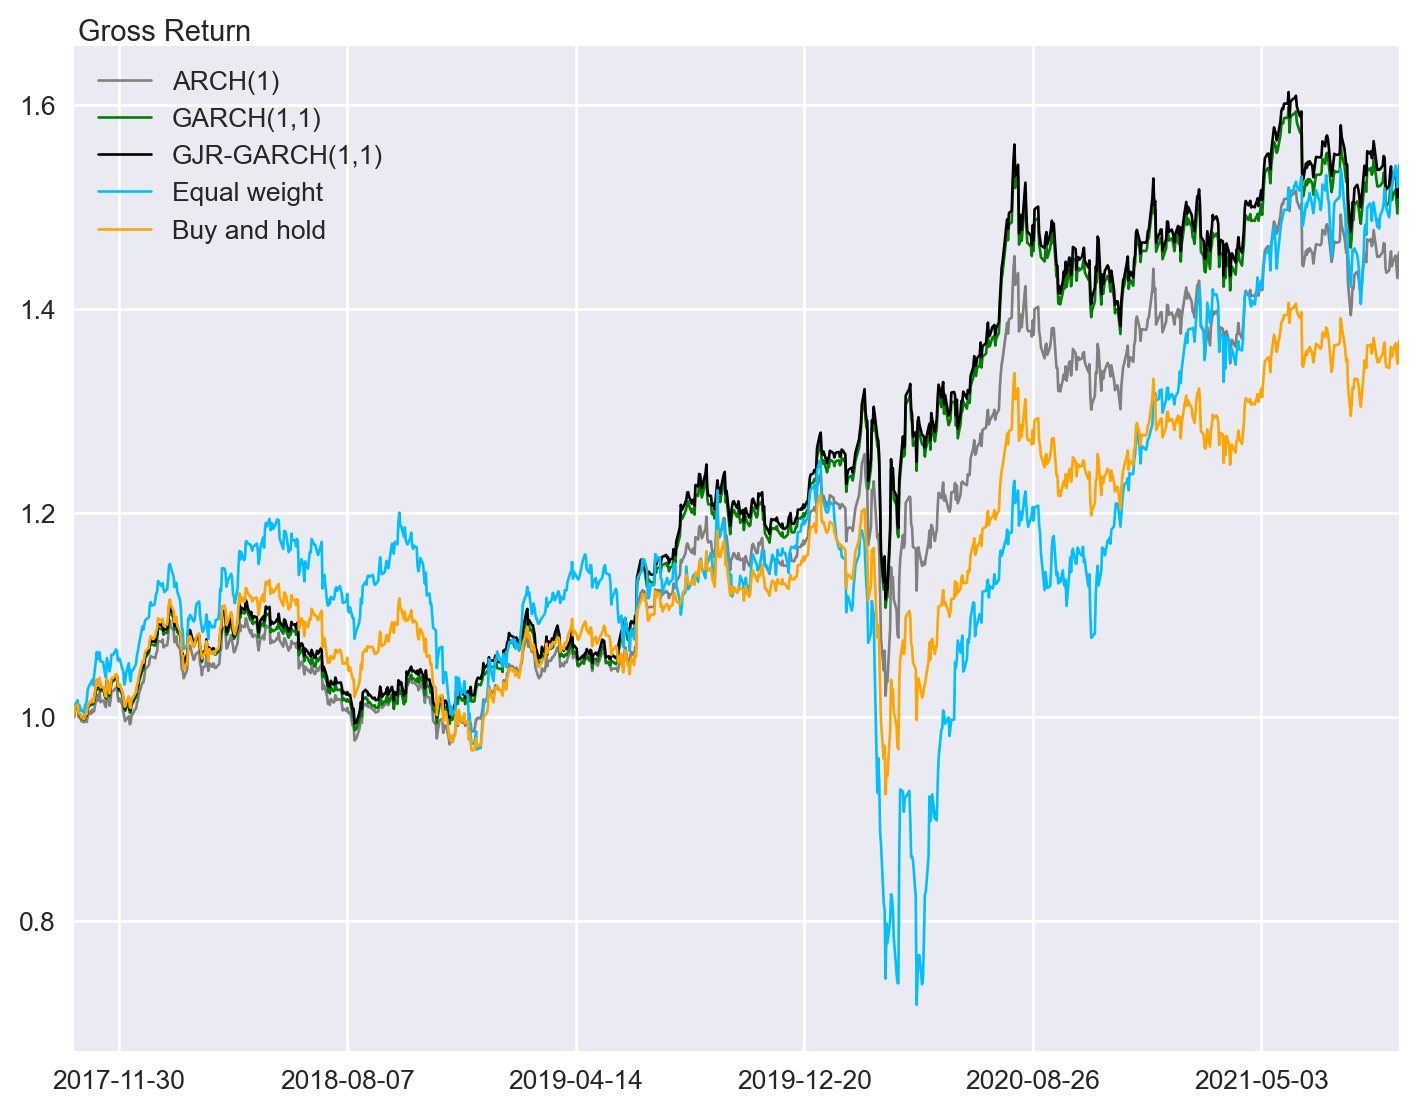 Gross Return
ARCH(1)
GARCH(1,1)
GJR-GARCH(1,1)
Equal weight
Buy and hold
1.6
1.4
1.2
1.0
0.8
2017-11-30 2018-08-07 2019-04-14 2019-12-20 2020-08-26 2021-05-03